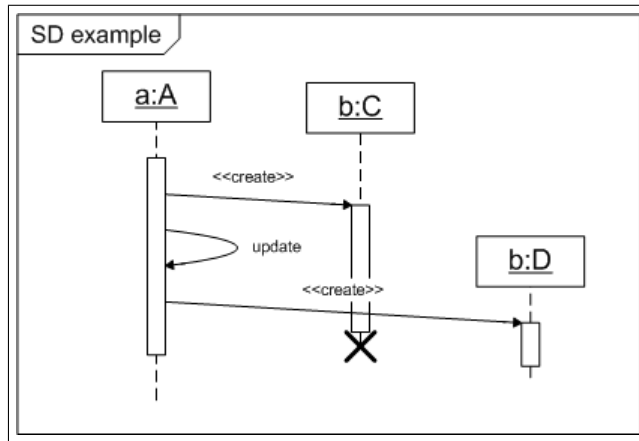 SD example
a:A
b:C
<<create>>
update
b:D
<<create>>